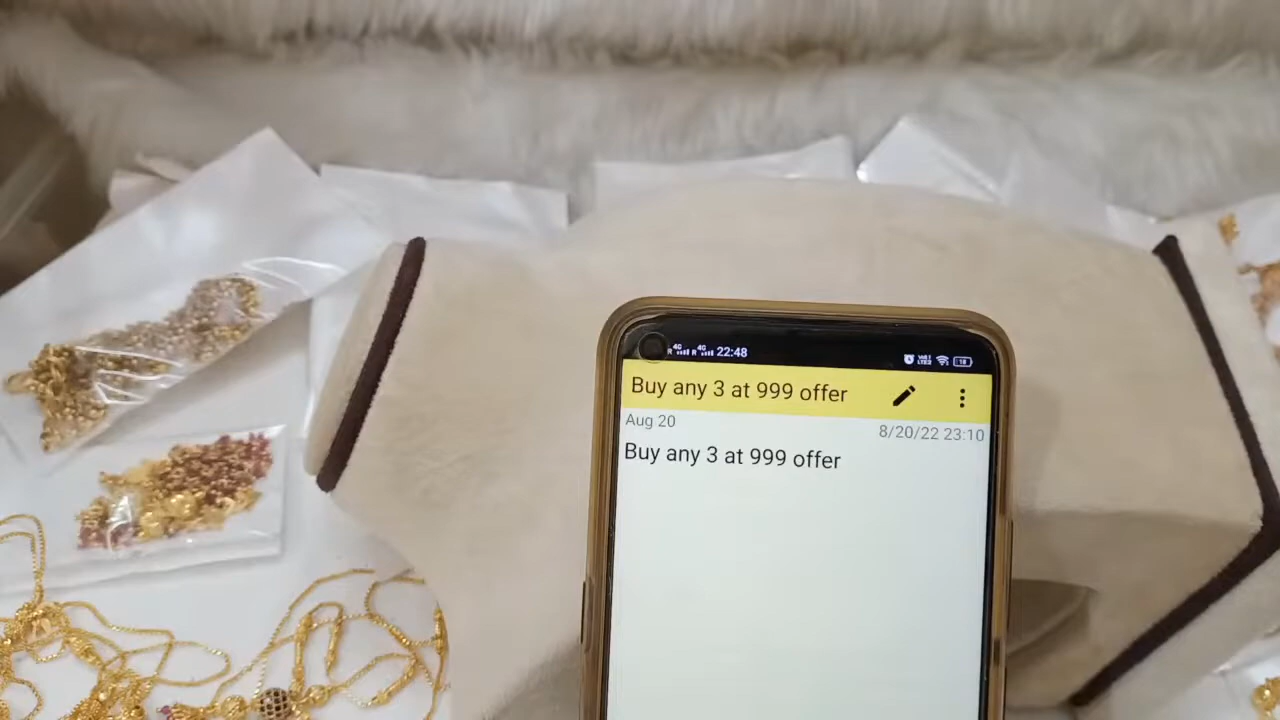 22:48
Buy any 3 at 999 offer
Aug 20
8/20/22 23:10
Buy any 3 at 999 offer